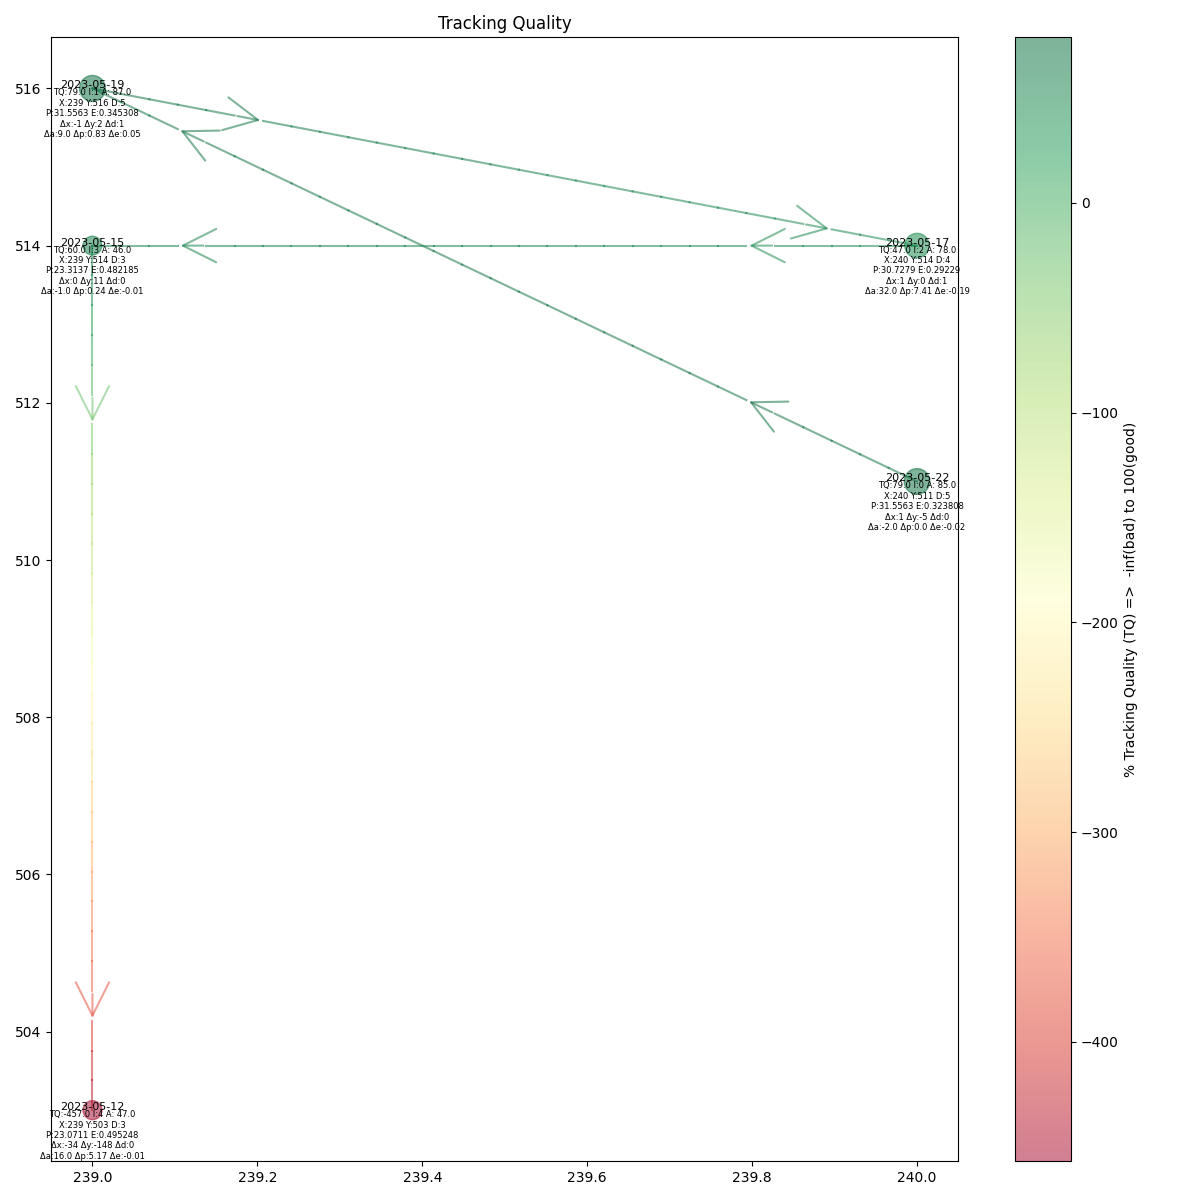 Tracking Quality
516
514
512
510
508
506
504
239.0
239.2
239.4
239.6
239.8
240.0
2023-05-19
TQ:79.0 I:1 A: 87.0
X:239 Y:516 D:5
P:31.5563 E:0.345308
Δx:-1 Δy:2 Δd:1
Δa:9.0 Δp:0.83 Δe:0.05
2023-05-15
TQ:60.0 I:3 A: 46.0
X:239 Y:514 D:3
P:23.3137 E:0.482185
Δx:0 Δy:11 Δd:0
Δa:-1.0 Δp:0.24 Δe:-0.01
2023-05-17
TQ:47.0 I:2 A: 78.0
X:240 Y:514 D:4
P:30.7279 E:0.29229
Δx:1 Δy:0 Δd:1
Δa:32.0 Δp:7.41 Δe:-0.19
2023-05-22
TQ:79.0 I:0 A: 85.0
X:240 Y:511 D:5
P:31.5563 E:0.323808
Δx:1 Δy:-5 Δd:0
Δa:-2.0 Δp:0.0 Δe:-0.02
2023-05-12
TQ:-457.0 I:4 A: 47.0
X:239 Y:503 D:3
P:23.0711 E:0.495248
Δx:-34 Δy:-148 Δd:0
Δa:16.0 Δp:5.17 Δe:-0.01
0
−100
−200
−300
−400
% Tracking Quality (TQ) => -inf(bad) to 100(good)